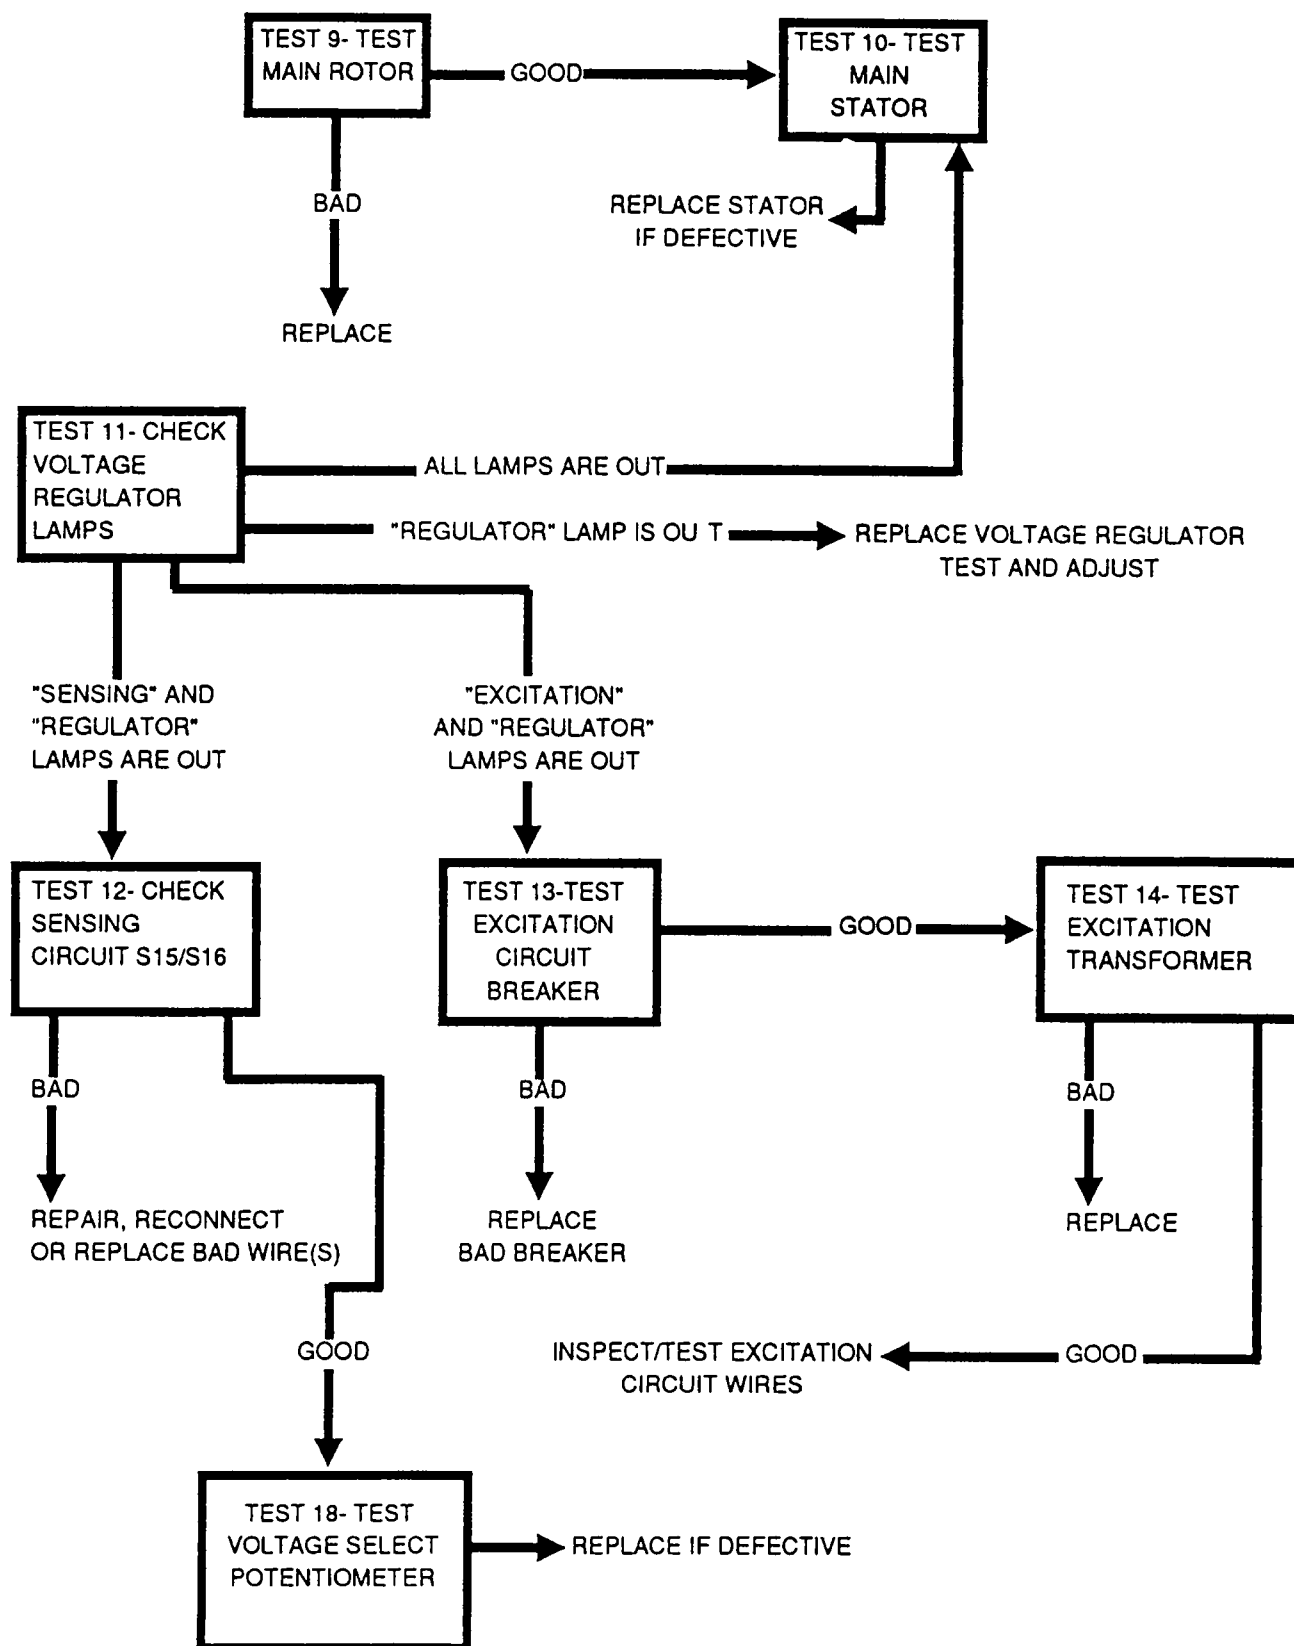 TEST 9- TEST
MAIN ROTOR
GOOD
TEST 10- TEST
MAIN
STATOR
BAD
REPLACE STATOR
IF DEFECTIVE
REPLACE
TEST 11- CHECK
VOLTAGE
REGULATOR
LAMPS
ALL LAMPS ARE OUT
"REGULATOR" LAMP IS OU T
REPLACE VOLTAGE REGULATOR
TEST AND ADJUST
"SENSING" AND
"REGULATOR"
LAMPS ARE OUT
"EXCITATION"
AND "REGULATOR"
LAMPS ARE OUT
TEST 12- CHECK
SENSING
CIRCUIT S15/S16
TEST 13-TEST
EXCITATION
CIRCUIT
BREAKER
GOOD
TEST 14- TEST
EXCITATION
TRANSFORMER
BAD
REPAIR, RECONNECT
OR REPLACE BAD WIRE(S)
BAD
REPLACE
BAD BREAKER
BAD
REPLACE
GOOD
INSPECT/TEST EXCITATION
CIRCUIT WIRES
GOOD
TEST 18- TEST
VOLTAGE SELECT
POTENTIOMETER
REPLACE IF DEFECTIVE